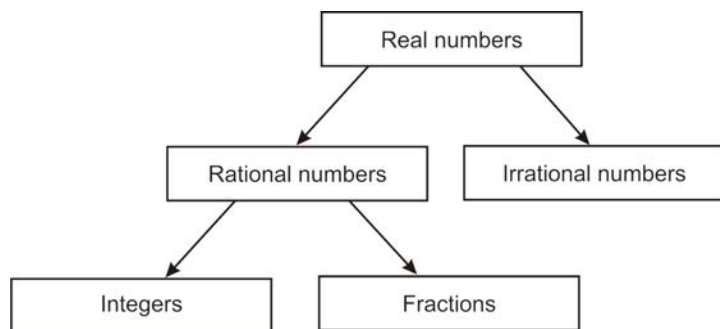 Real numbers
Rational numbers
Irrational numbers
Integers
Fractions